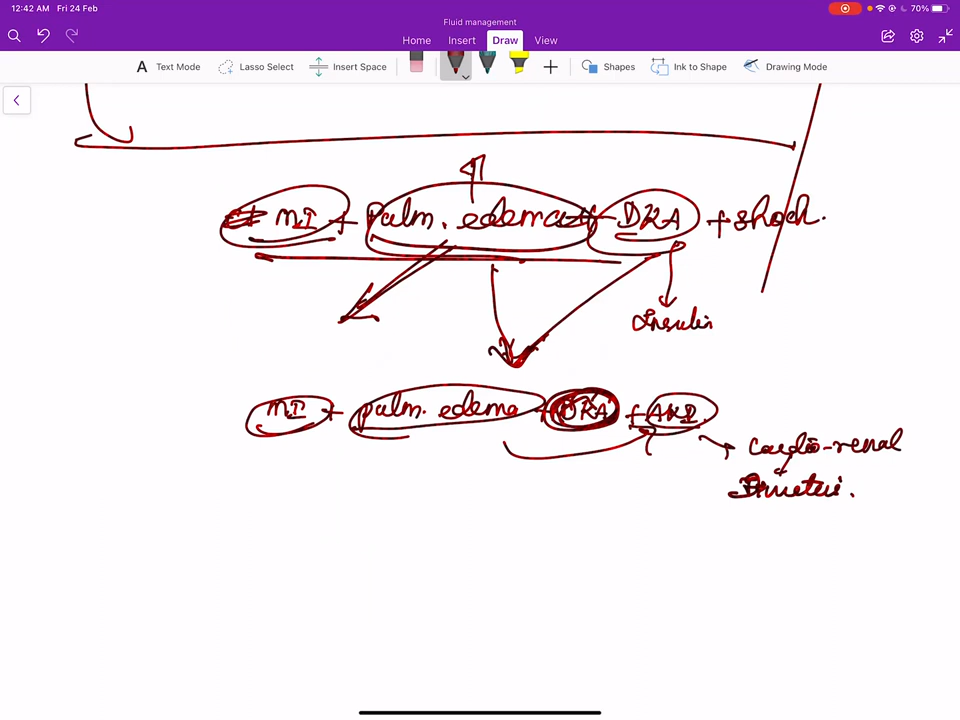 12:42 AM Fri 24 Feb
70%
Fluid management
Home Insert Draw View
Text Mode Lasso Select Insert Space Shapes Ink to Shape Drawing Mode
MI + Pulm. edema + DKA + shock.
Insulin
MI + pulm. edema + DKA + AKI.
Cardio-renal